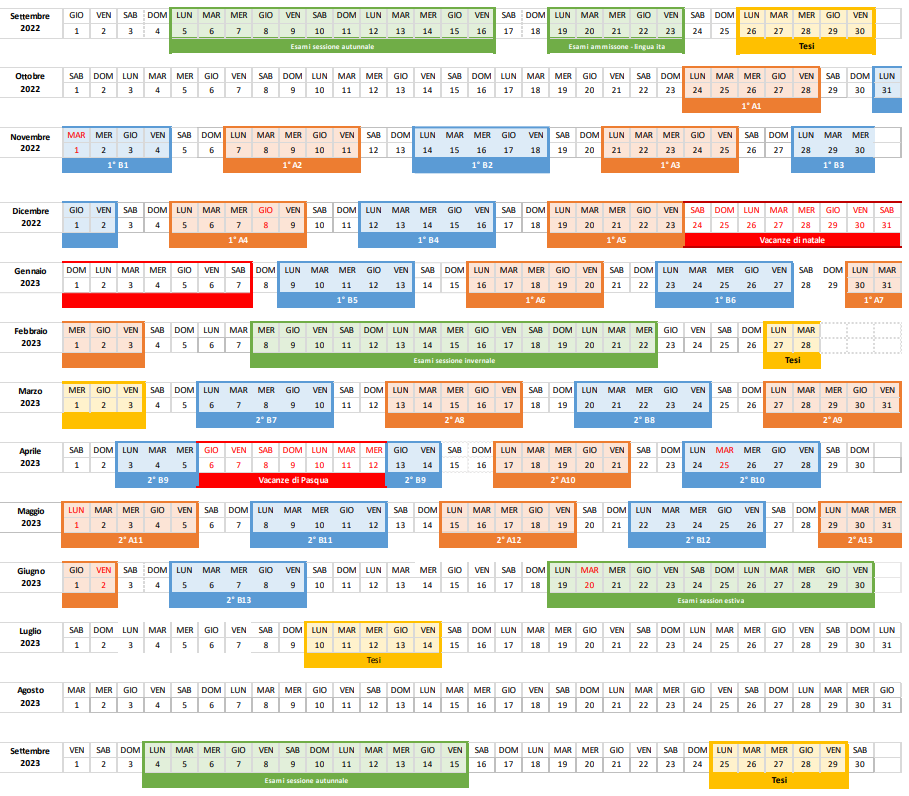 Settembre GIO VEN SAB DOM LUN MAR MER GIO VEN SAB DOM LUN MAR MER GIO VEN SAB DOM LUN MAR MER GIO VEN SAB DOM LUN MAR MER GIO VEN
2022 1 2 3 4 5 6 7 8 9 10 11 12 13 14 15 16 17 18 19 20 21 22 23 24 25 26 27 28 29 30
Esami sessione autunnale Esami ammissone - lingua ita Tesi
Ottobre SAB DOM LUN MAR MER GIO VEN SAB DOM LUN MAR MER GIO VEN SAB DOM LUN MAR MER GIO VEN SAB DOM LUN MAR MER GIO VEN SAB DOM LUN
2022 1 2 3 4 5 6 7 8 9 10 11 12 13 14 15 16 17 18 19 20 21 22 23 24 25 26 27 28 29 30 31
1° A1
Novembre MAR MER GIO VEN SAB DOM LUN MAR MER GIO VEN SAB DOM LUN MAR MER GIO VEN SAB DOM LUN MAR MER GIO VEN SAB DOM LUN MAR MER
2022 1 2 3 4 5 6 7 8 9 10 11 12 13 14 15 16 17 18 19 20 21 22 23 24 25 26 27 28 29 30
1° B1 1° A2 1° B2 1° A3 1° B3
Dicembre GIO VEN SAB DOM LUN MAR MER GIO VEN SAB DOM LUN MAR MER GIO VEN SAB DOM LUN MAR MER GIO VEN SAB DOM LUN MAR MER GIO VEN SAB
2022 1 2 3 4 5 6 7 8 9 10 11 12 13 14 15 16 17 18 19 20 21 22 23 24 25 26 27 28 29 30 31
1° A4 1° B4 1° A5 Vacanze di natale
Gennaio DOM LUN MAR MER GIO VEN SAB DOM LUN MAR MER GIO VEN SAB DOM LUN MAR MER GIO VEN SAB DOM LUN MAR MER GIO VEN SAB DOM LUN MAR
2023 1 2 3 4 5 6 7 8 9 10 11 12 13 14 15 16 17 18 19 20 21 22 23 24 25 26 27 28 29 30 31
1° B5 1° A6 1° B6 1° A7
Febbraio MER GIO VEN SAB DOM LUN MAR MER GIO VEN SAB DOM LUN MAR MER GIO VEN SAB DOM LUN MAR MER GIO VEN SAB DOM LUN MAR
2023 1 2 3 4 5 6 7 8 9 10 11 12 13 14 15 16 17 18 19 20 21 22 23 24 25 26 27 28
Esami sessione invernale Tesi
Marzo MER GIO VEN SAB DOM LUN MAR MER GIO VEN SAB DOM LUN MAR MER GIO VEN SAB DOM LUN MAR MER GIO VEN SAB DOM LUN MAR MER GIO VEN
2023 1 2 3 4 5 6 7 8 9 10 11 12 13 14 15 16 17 18 19 20 21 22 23 24 25 26 27 28 29 30 31
2° B7 2° A8 2° B8 2° A9
Aprile SAB DOM LUN MAR MER GIO VEN SAB DOM LUN MAR MER GIO VEN SAB DOM LUN MAR MER GIO VEN SAB DOM LUN MAR MER GIO VEN SAB DOM
2023 1 2 3 4 5 6 7 8 9 10 11 12 13 14 15 16 17 18 19 20 21 22 23 24 25 26 27 28 29 30
2° B9 Vacanze di Pasqua 2° B9 2° A10 2° B10
Maggio LUN MAR MER GIO VEN SAB DOM LUN MAR MER GIO VEN SAB DOM LUN MAR MER GIO VEN SAB DOM LUN MAR MER GIO VEN SAB DOM LUN MAR MER
2023 1 2 3 4 5 6 7 8 9 10 11 12 13 14 15 16 17 18 19 20 21 22 23 24 25 26 27 28 29 30 31
2° A11 2° B11 2° A12 2° B12 2° A13
Giugno GIO VEN SAB DOM LUN MAR MER GIO VEN SAB DOM LUN MAR MER GIO VEN SAB DOM LUN MAR MER GIO VEN SAB DOM LUN MAR MER GIO VEN
2023 1 2 3 4 5 6 7 8 9 10 11 12 13 14 15 16 17 18 19 20 21 22 23 24 25 26 27 28 29 30
2° B13 Esami session estiva
Luglio SAB DOM LUN MAR MER GIO VEN SAB DOM LUN MAR MER GIO VEN SAB DOM LUN MAR MER GIO VEN SAB DOM LUN MAR MER GIO VEN SAB DOM LUN
2023 1 2 3 4 5 6 7 8 9 10 11 12 13 14 15 16 17 18 19 20 21 22 23 24 25 26 27 28 29 30 31
Tesi
Agosto MAR MER GIO VEN SAB DOM LUN MAR MER GIO VEN SAB DOM LUN MAR MER GIO VEN SAB DOM LUN MAR MER GIO VEN SAB DOM LUN MAR MER GIO
2023 1 2 3 4 5 6 7 8 9 10 11 12 13 14 15 16 17 18 19 20 21 22 23 24 25 26 27 28 29 30 31
Settembre VEN SAB DOM LUN MAR MER GIO VEN SAB DOM LUN MAR MER GIO VEN SAB DOM LUN MAR MER GIO VEN SAB DOM LUN MAR MER GIO VEN SAB
2023 1 2 3 4 5 6 7 8 9 10 11 12 13 14 15 16 17 18 19 20 21 22 23 24 25 26 27 28 29 30
Esami sessione autunnale Tesi